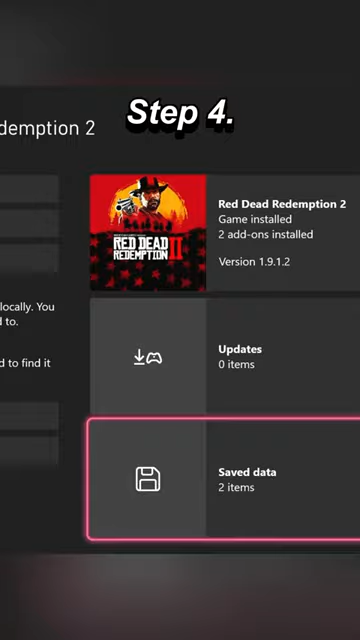 Step 4.
demption 2
RED DEAD
REDEMPTION II
Red Dead Redemption 2
Game installed
2 add-ons installed
Version 1.9.1.2
locally. You
d to.
d to find it
Updates
0 items
Saved data
2 items